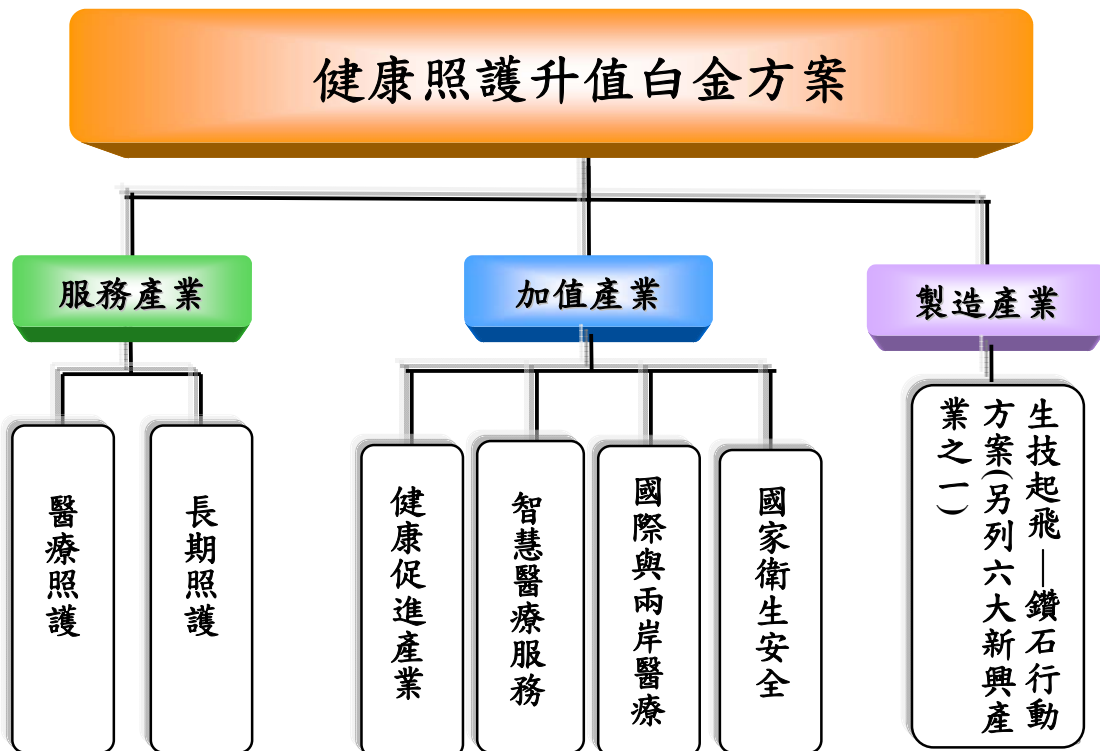 健康照護升值白金方案
服務產業
加值產業
製造產業
醫療照護
長期照護
健康促進產業
智慧醫療服務
國際與兩岸醫療
國家衛生安全
生技起飛—鑽石行動
方案(另列六大新興產
業之一)